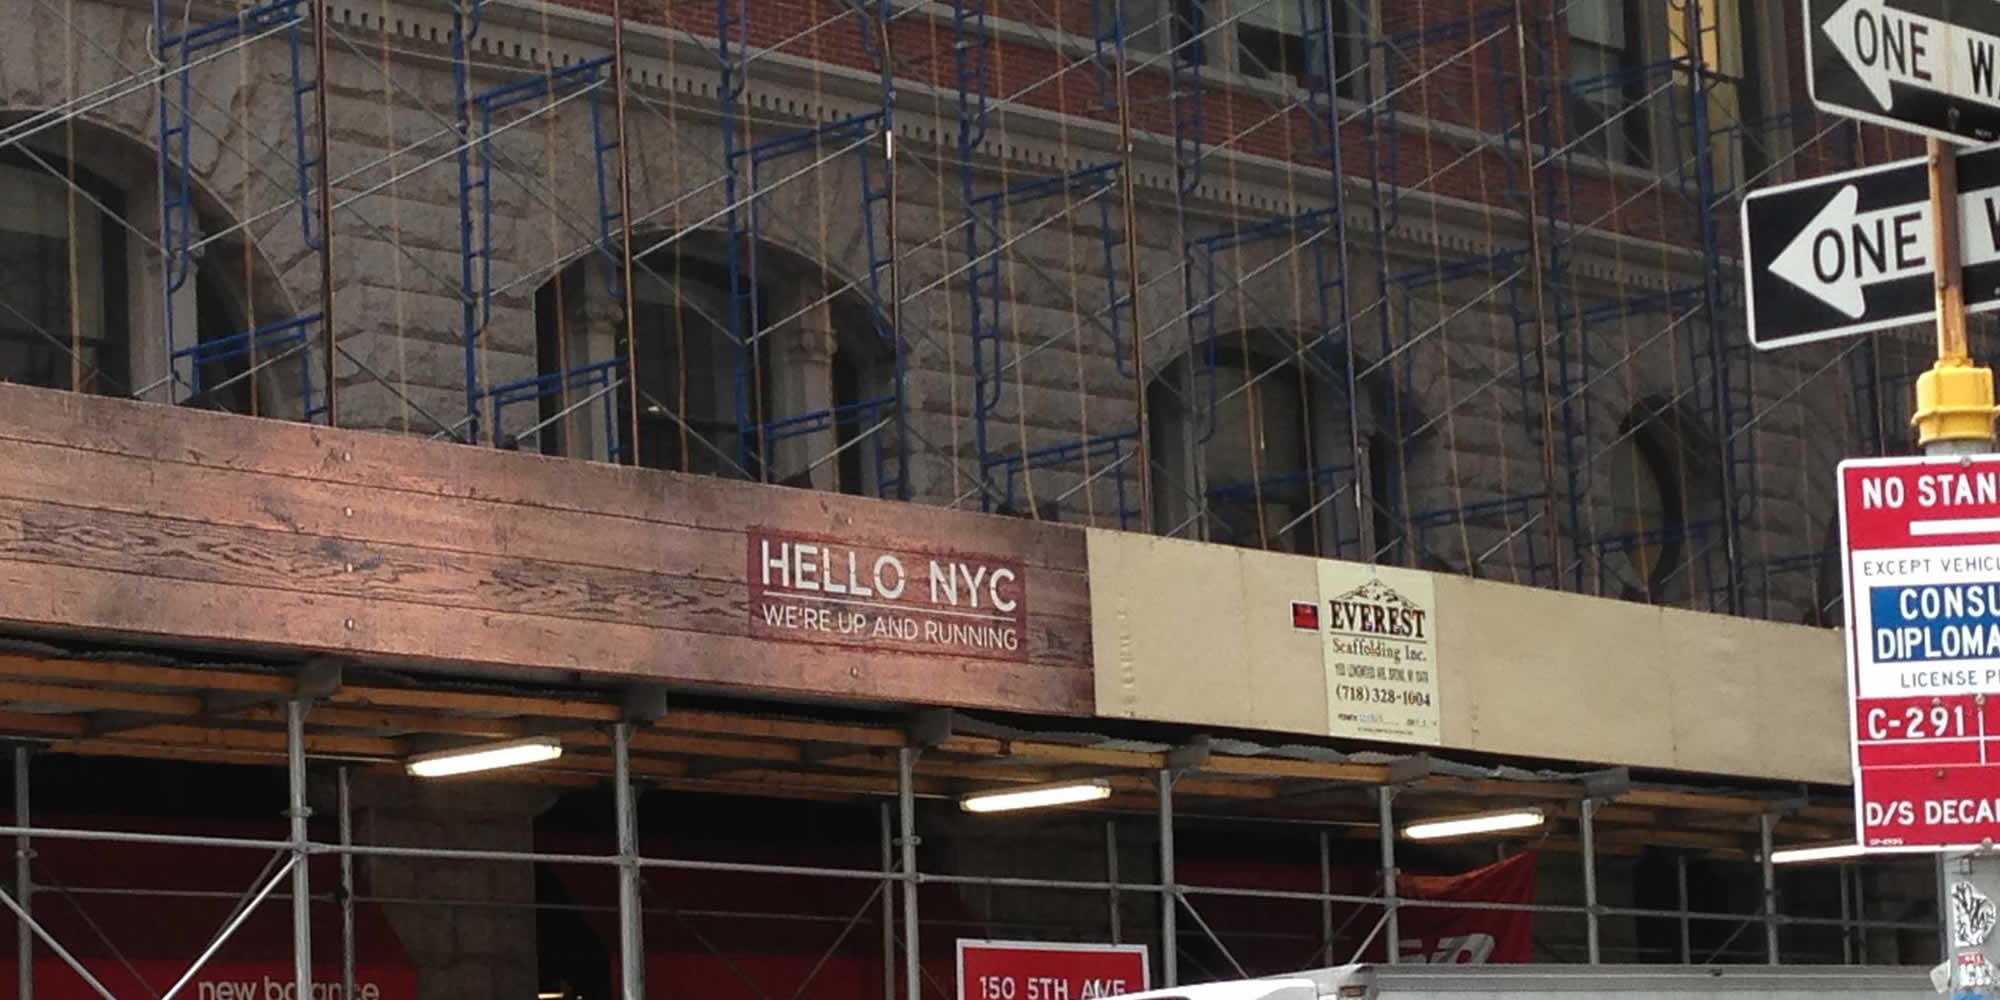 ONE W
ONE W
NO STAN
EXCEPT VEHIC
CONSU
DIPLOMA
LICENSE P
C-291
D/S DECA
HELLO NYC
WE'RE UP AND RUNNING
EVEREST
Scaffolding Inc.
(718) 328-1004
150 5TH AVE
new balance